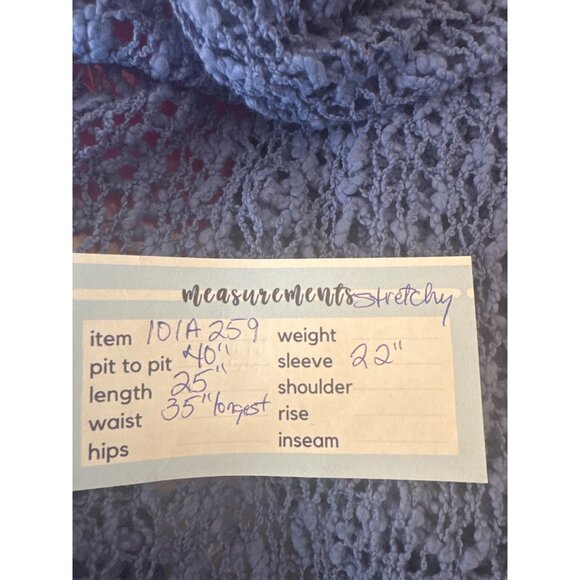 measurements stretchy
item 101A259
pit to pit 40"
length 25"
waist 35" longest
hips
weight
sleeve 22"
shoulder
rise
inseam